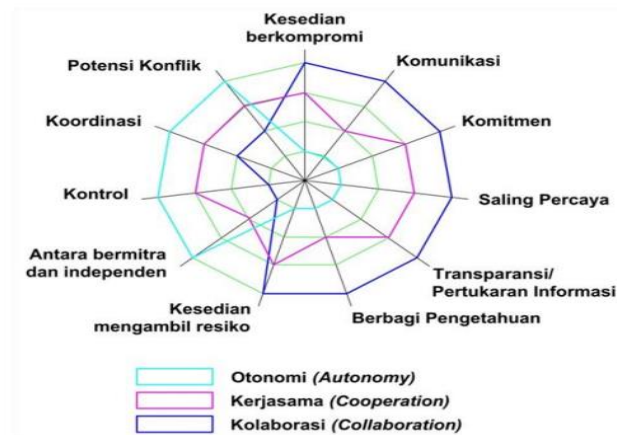 Kesedian
berkompromi
Potensi Konflik
Komunikasi
Koordinasi
Komitmen
Kontrol
Saling Percaya
Antara bermitra
dan independen
Transparansi/
Pertukaran Informasi
Kesedian
mengambil resiko
Berbagi Pengetahuan
Otonomi (Autonomy)
Kerjasama (Cooperation)
Kolaborasi (Collaboration)